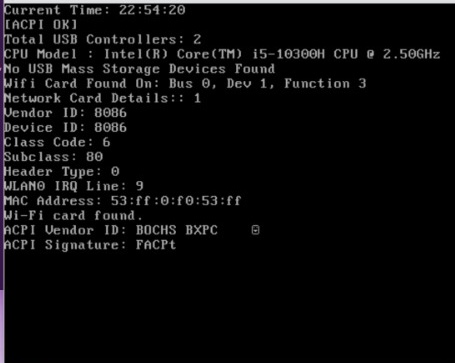 Current Time: 22:54:20
[ACPI OK]
Total USB Controllers: 2
CPU Model : Intel(R) Core(TM) i5-10300H CPU @ 2.50GHz
No USB Mass Storage Devices Found
Wifi Card Found On: Bus 0, Dev 1, Function 3
Network Card Details:: 1
Vendor ID: 8086
Device ID: 8086
Class Code: 6
Subclass: 80
Header Type: 0
WLAN0 IRQ Line: 9
MAC Address: 53:ff:0:f0:53:ff
Wi-Fi card found.
ACPI Vendor ID: BOCHS BXPC
ACPI Signature: FACPt